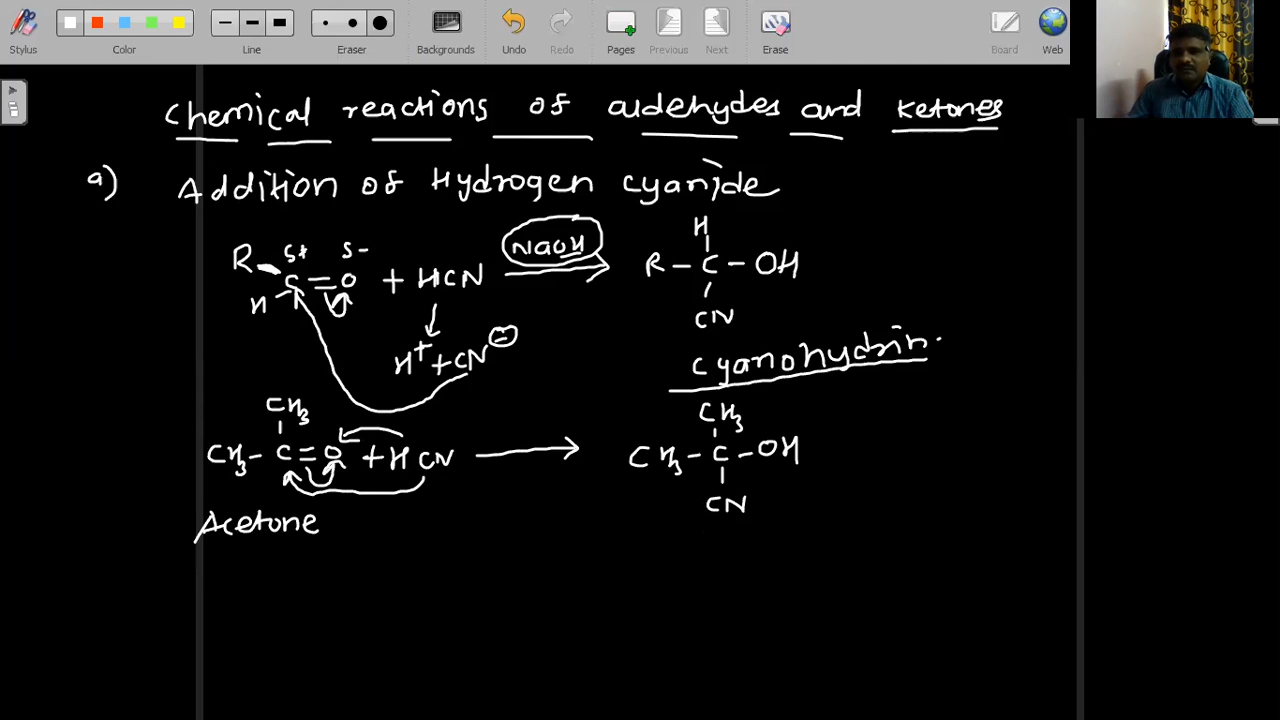 Stylus Color Line Eraser Backgrounds Undo Redo Pages Previous Next Erase Board Web
Chemical reactions of aldehydes and ketones
a) Addition of Hydrogen cyanide
R H
δ+ δ-
H C = O + HCN NaOH R - C - OH
CN
H+ + CN⊖
Cyanohydrin
CH3 CH3
CH3 - C = O + HCN CH3 - C - OH
CN
Acetone